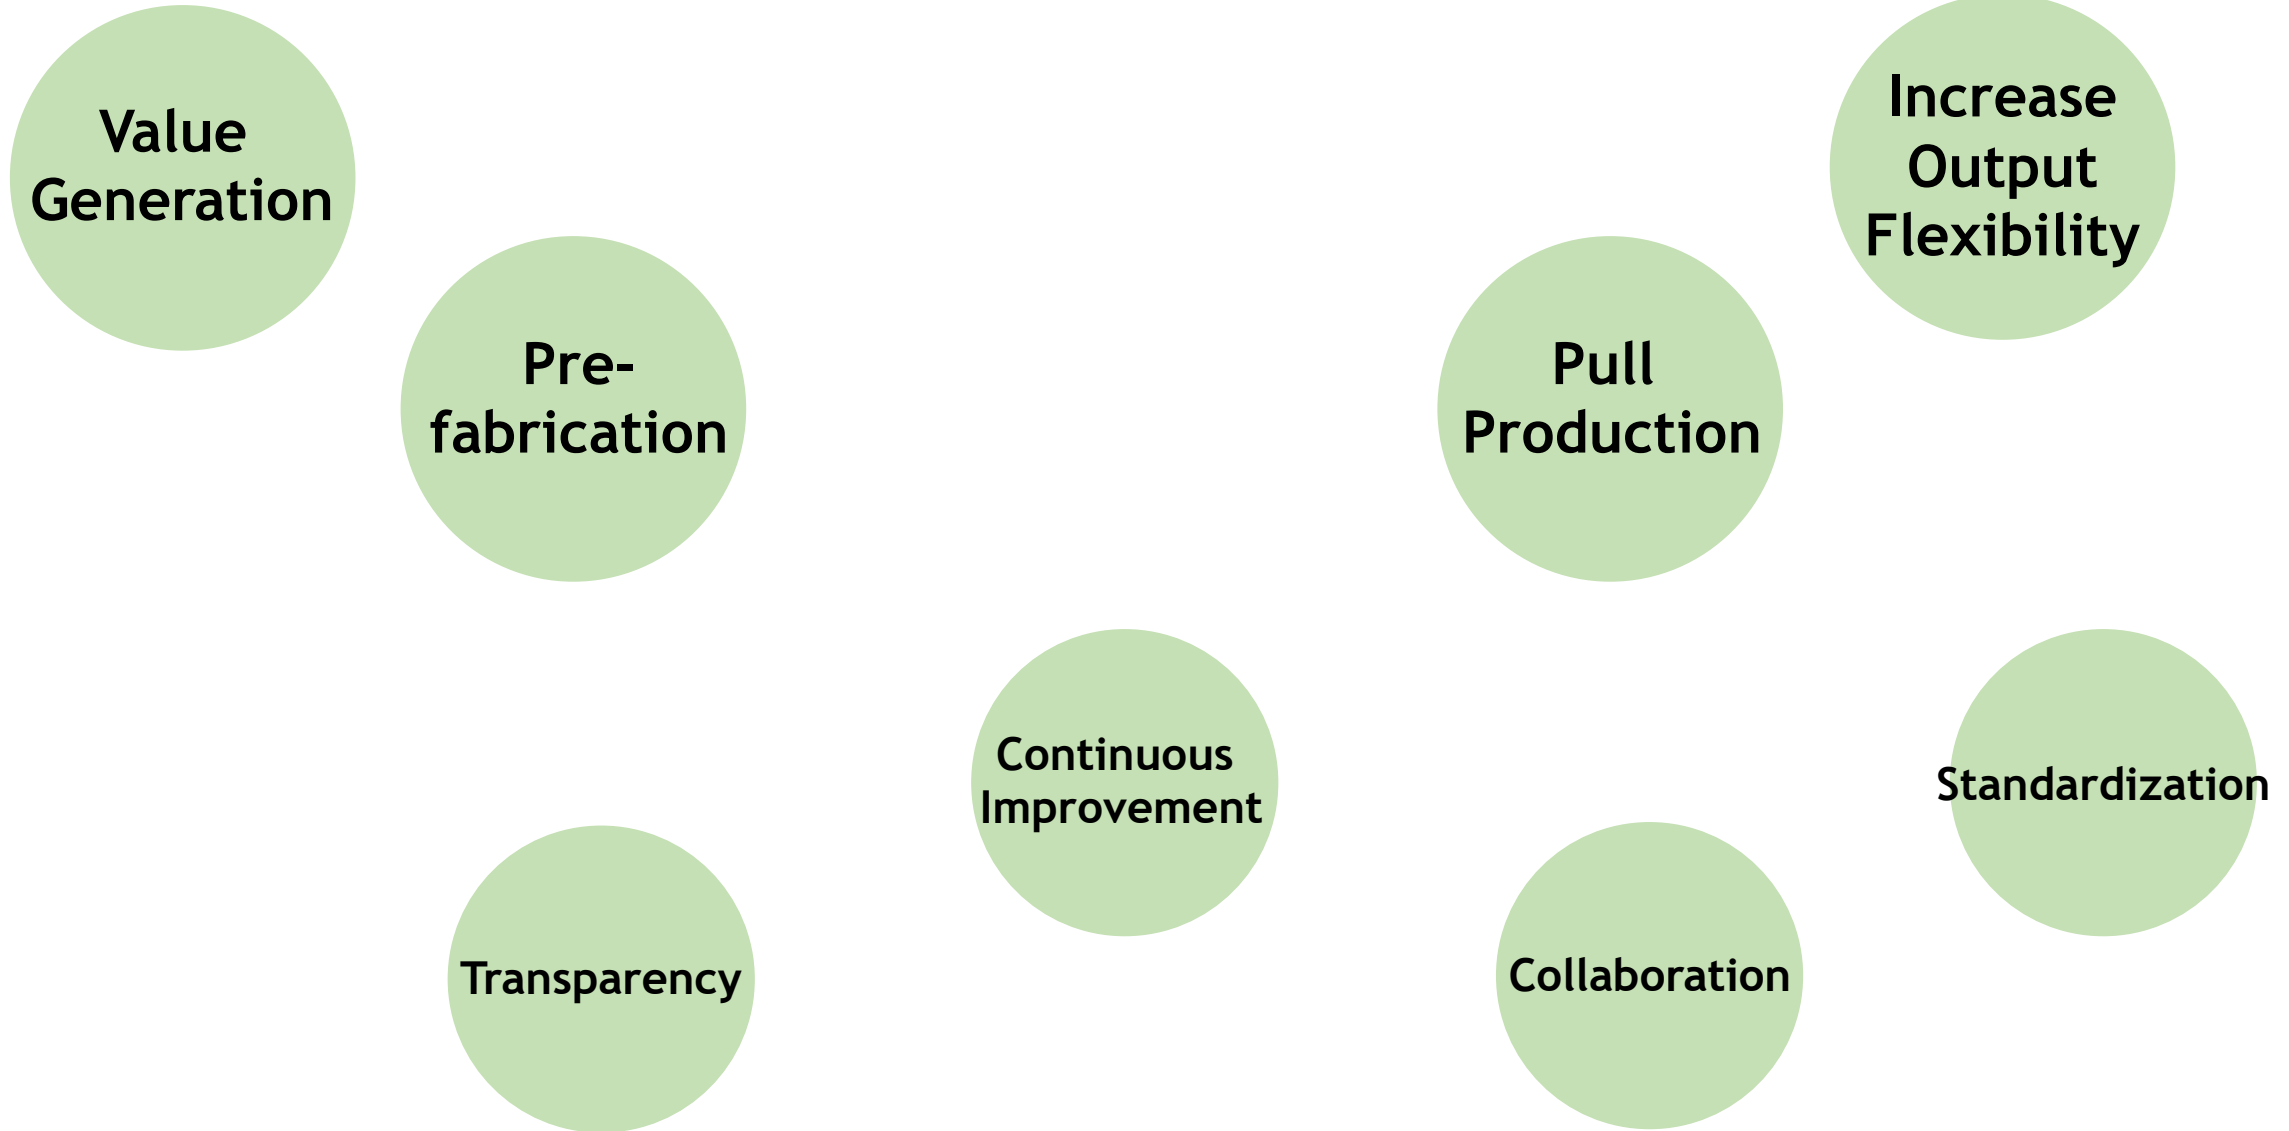 Value
Generation
Increase
Output
Flexibility
Pre-
fabrication
Pull
Production
Continuous
Improvement
Standardization
Transparency
Collaboration